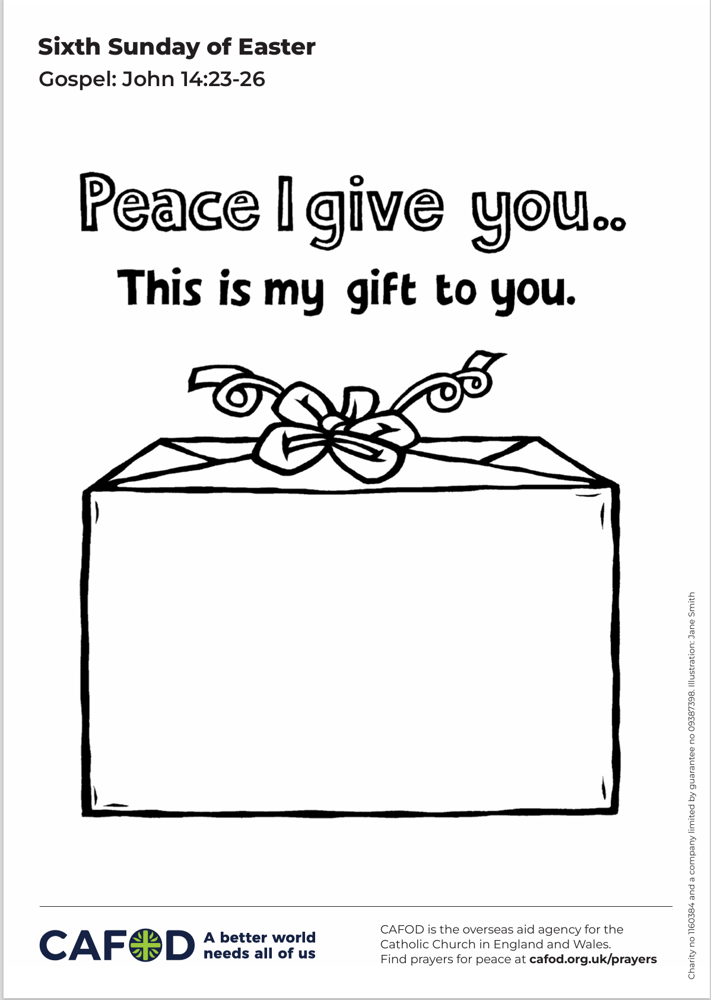 Sixth Sunday of Easter
Gospel: John 14:23-26
Peace I give you..
This is my gift to you.
CAFOD
A better world
needs all of us
CAFOD is the overseas aid agency for the
Catholic Church in England and Wales.
Find prayers for peace at cafod.org.uk/prayers
Charity no 1160384 and a company limited by guarantee no 09387398. Illustration: Jane Smith